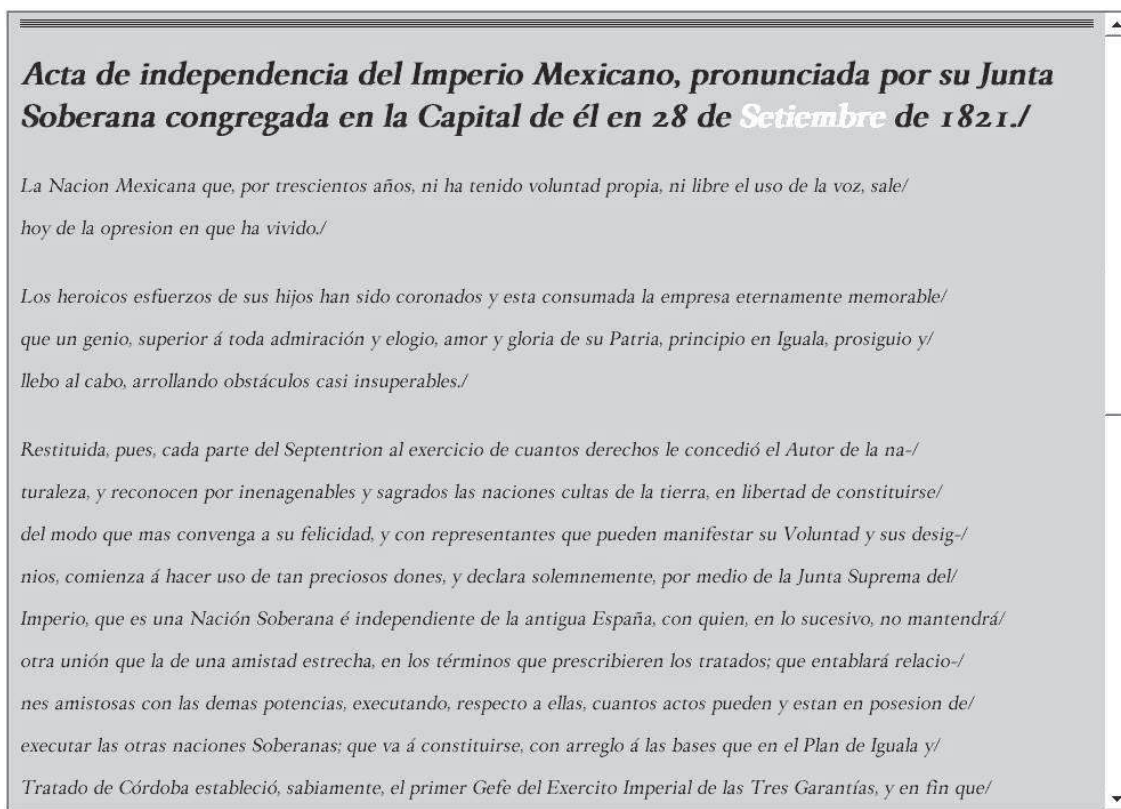 Acta de independencia del Imperio Mexicano, pronunciada por su Junta
Soberana congregada en la Capital de él en 28 de Setiembre de 1821./
La Nacion Mexicana que, por trescientos años, ni ha tenido voluntad propia, ni libre el uso de la voz, sale/
hoy de la opresion en que ha vivido./
Los heroicos esfuerzos de sus hijos han sido coronados y esta consumada la empresa eternamente memorable/
que un genio, superior á toda admiración y elogio, amor y gloria de su Patria, principio en Iguala, prosiguio y/
llebo al cabo, arrollando obstáculos casi insuperables./
Restituida, pues, cada parte del Septentrion al exercicio de cuantos derechos le concedió el Autor de la na-/
turaleza, y reconocen por inenagenables y sagrados las naciones cultas de la tierra, en libertad de constituirse/
del modo que mas convenga a su felicidad, y con representantes que pueden manifestar su Voluntad y sus desig-/
nios, comienza á hacer uso de tan preciosos dones, y declara solemnemente, por medio de la Junta Suprema del/
Imperio, que es una Nación Soberana é independiente de la antigua España, con quien, en lo sucesivo, no mantendrá/
otra unión que la de una amistad estrecha, en los términos que prescribieren los tratados; que entablará relacio-/
nes amistosas con las demas potencias, executando, respecto a ellas, cuantos actos pueden y estan en posesion de/
executar las otras naciones Soberanas; que va á constituirse, con arreglo á las bases que en el Plan de Iguala y/
Tratado de Córdoba estableció, sabiamente, el primer Gefe del Exercito Imperial de las Tres Garantías, y en fin que/